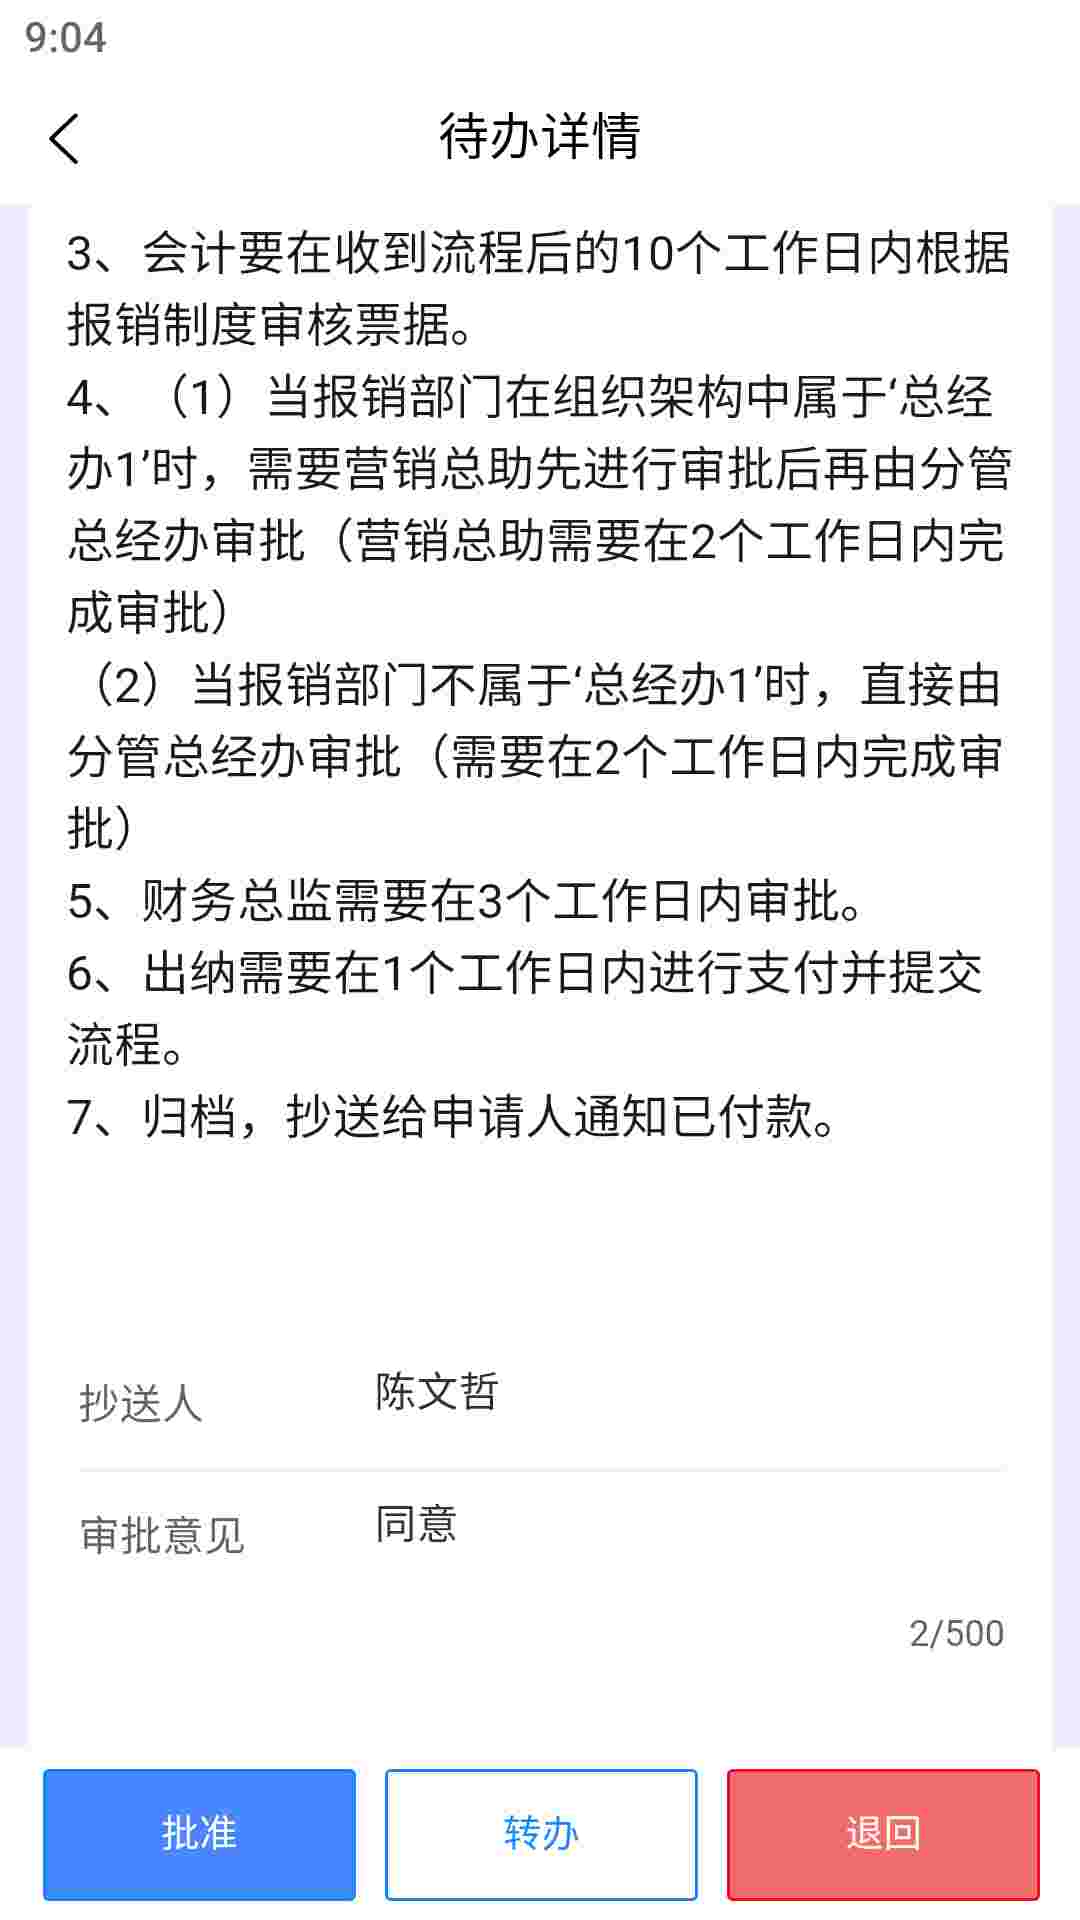 9:04
待办详情
3、会计要在收到流程后的10个工作日内根据
报销制度审核票据。
4、（1）当报销部门在组织架构中属于‘总经
办1’时，需要营销总助先进行审批后再由分管
总经办审批（营销总助需要在2个工作日内完
成审批）
（2）当报销部门不属于‘总经办1’时，直接由
分管总经办审批（需要在2个工作日内完成审
批）
5、财务总监需要在3个工作日内审批。
6、出纳需要在1个工作日内进行支付并提交
流程。
7、归档，抄送给申请人通知已付款。
抄送人 陈文哲
审批意见 同意
2/500
批准 转办 退回